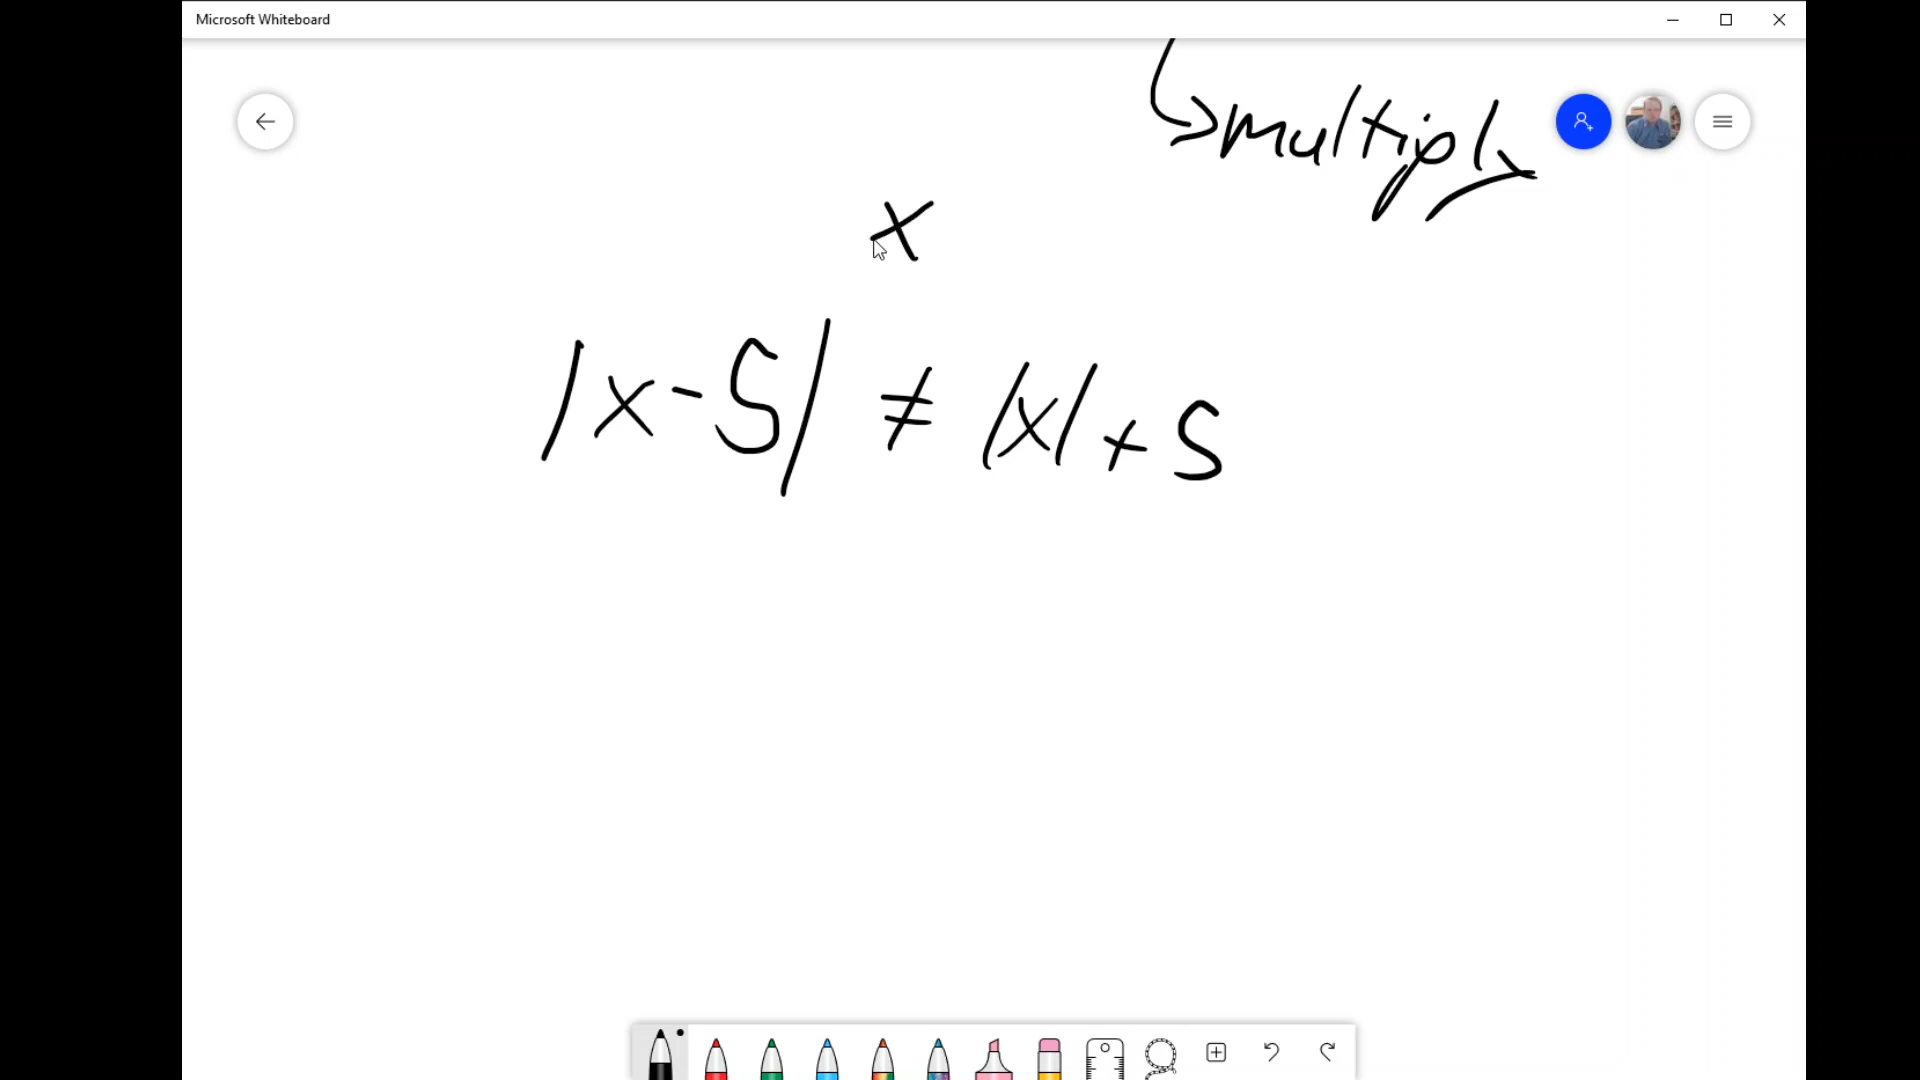 Microsoft Whiteboard
multiply
x
|x-5| ≠ |x| + 5